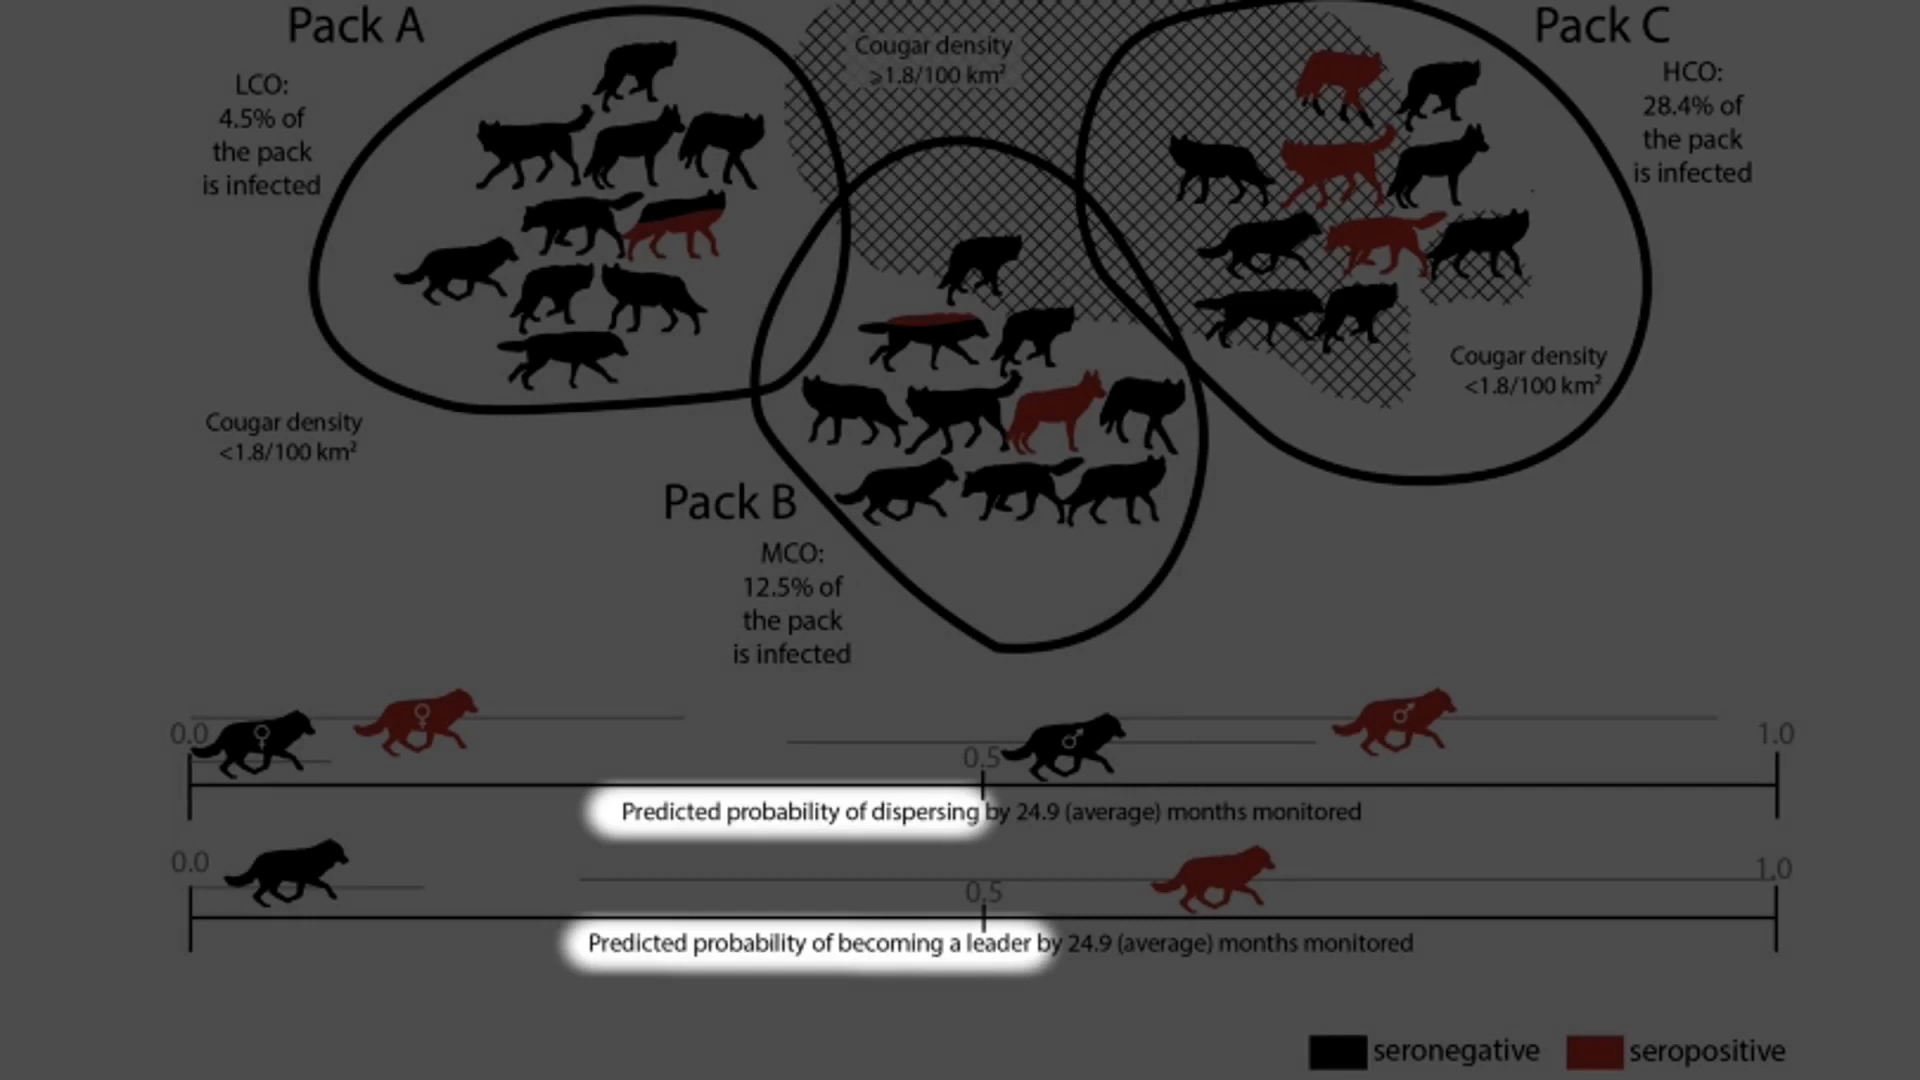 Pack A
LCO:
4.5% of
the pack
is infected
Cougar density
⩾1.8/100 km²
Pack C
HCO:
28.4% of
the pack
is infected
Cougar density
<1.8/100 km²
Cougar density
<1.8/100 km²
Pack B
MCO:
12.5% of
the pack
is infected
♀
♀
♂
♂
0.0
0.5
1.0
Predicted probability of dispersing by 24.9 (average) months monitored
0.0
0.5
1.0
Predicted probability of becoming a leader by 24.9 (average) months monitored
seronegative
seropositive